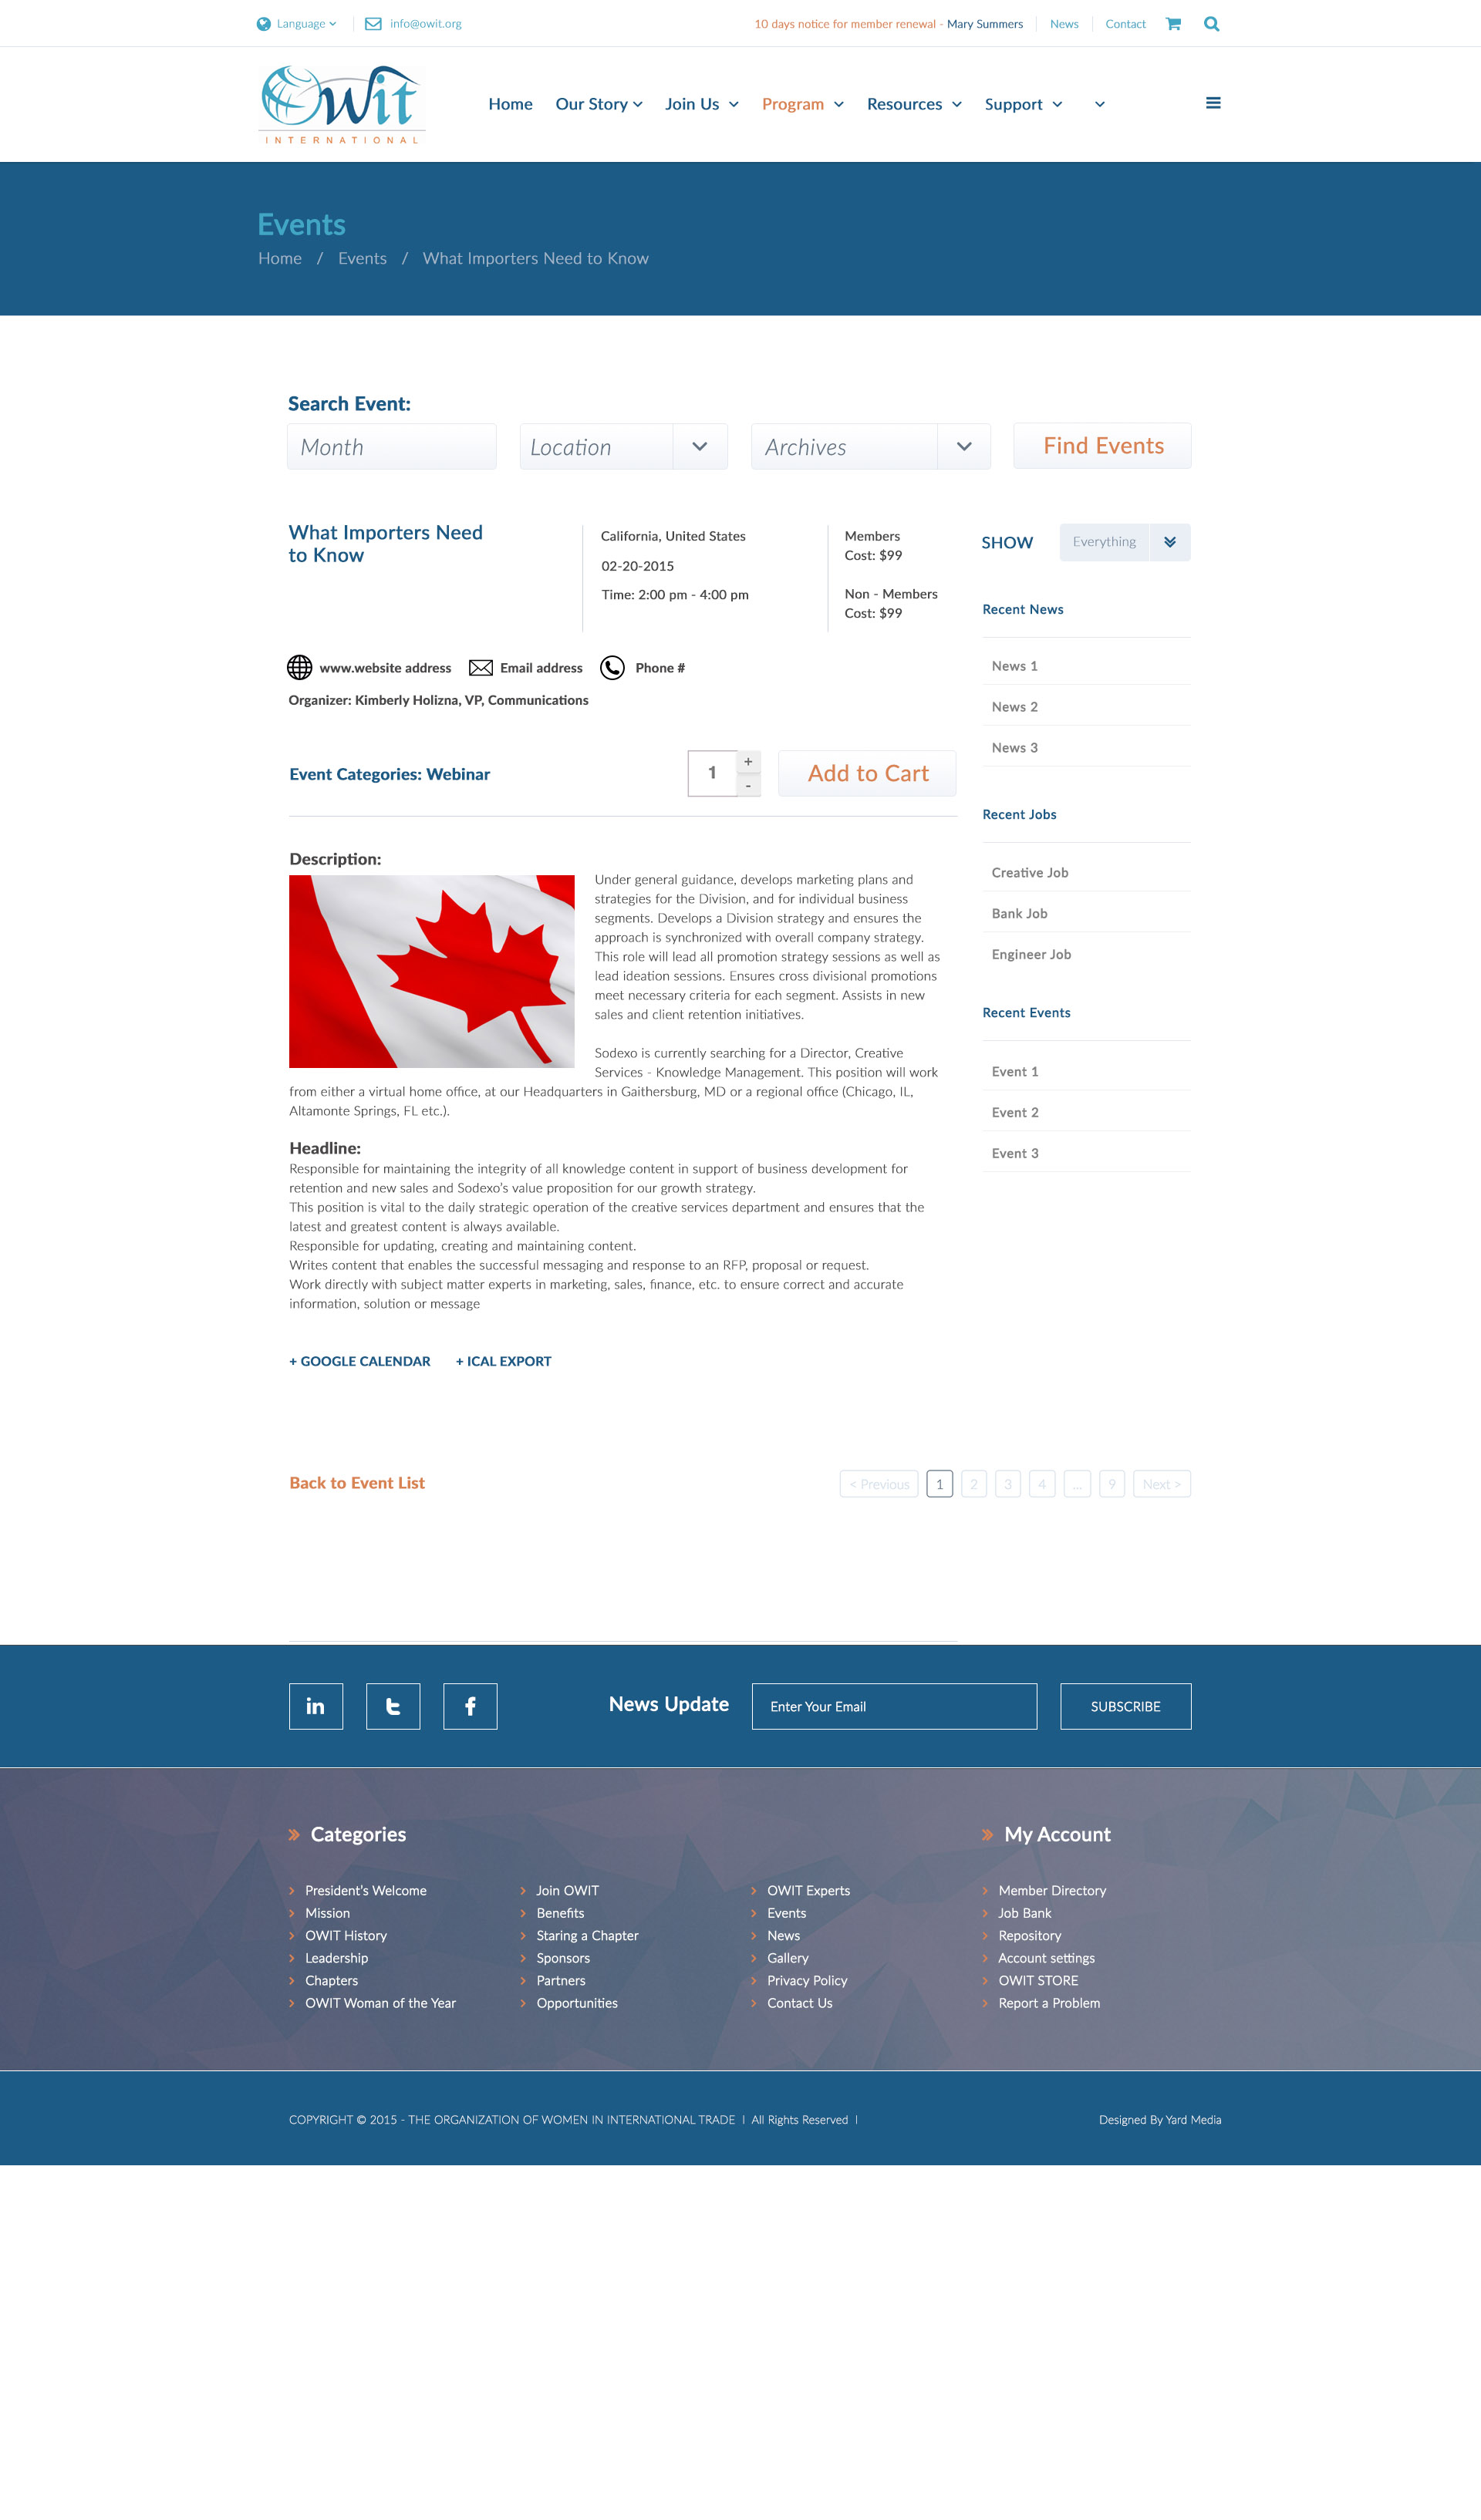 Language
info@owit.org
10 days notice for member renewal - Mary Summers
News
Contact
Owit
INTERNATIONAL
Home
Our Story
Join Us
Program
Resources
Support
Events
Home / Events / What Importers Need to Know
Search Event:
Month
Location
Archives
Find Events
What Importers Need
to Know
California, United States
02-20-2015
Time: 2:00 pm - 4:00 pm
Members
Cost: $99
Non - Members
Cost: $99
SHOW
Everything
www.website address
Email address
Phone #
Organizer: Kimberly Holizna, VP, Communications
Event Categories: Webinar
1
+
-
Add to Cart
Description:
Under general guidance, develops marketing plans and
strategies for the Division, and for individual business
segments. Develops a Division strategy and ensures the
approach is synchronized with overall company strategy.
This role will lead all promotion strategy sessions as well as
lead ideation sessions. Ensures cross divisional promotions
meet necessary criteria for each segment. Assists in new
sales and client retention initiatives.
Sodexo is currently searching for a Director, Creative
Services - Knowledge Management. This position will work
from either a virtual home office, at our Headquarters in Gaithersburg, MD or a regional office (Chicago, IL,
Altamonte Springs, FL etc.).
Headline:
Responsible for maintaining the integrity of all knowledge content in support of business development for
retention and new sales and Sodexo's value proposition for our growth strategy.
This position is vital to the daily strategic operation of the creative services department and ensures that the
latest and greatest content is always available.
Responsible for updating, creating and maintaining content.
Writes content that enables the successful messaging and response to an RFP, proposal or request.
Work directly with subject matter experts in marketing, sales, finance, etc. to ensure correct and accurate
information, solution or message
+ GOOGLE CALENDAR
+ ICAL EXPORT
Recent News
News 1
News 2
News 3
Recent Jobs
Creative Job
Bank Job
Engineer Job
Recent Events
Event 1
Event 2
Event 3
Back to Event List
< Previous
1
2
3
4
...
9
Next >
in
t
f
News Update
Enter Your Email
SUBSCRIBE
Categories
President's Welcome
Mission
OWIT History
Leadership
Chapters
OWIT Woman of the Year
Join OWIT
Benefits
Staring a Chapter
Sponsors
Partners
Opportunities
OWIT Experts
Events
News
Gallery
Privacy Policy
Contact Us
My Account
Member Directory
Job Bank
Repository
Account settings
OWIT STORE
Report a Problem
COPYRIGHT © 2015 - THE ORGANIZATION OF WOMEN IN INTERNATIONAL TRADE | All Rights Reserved |
Designed By Yard Media